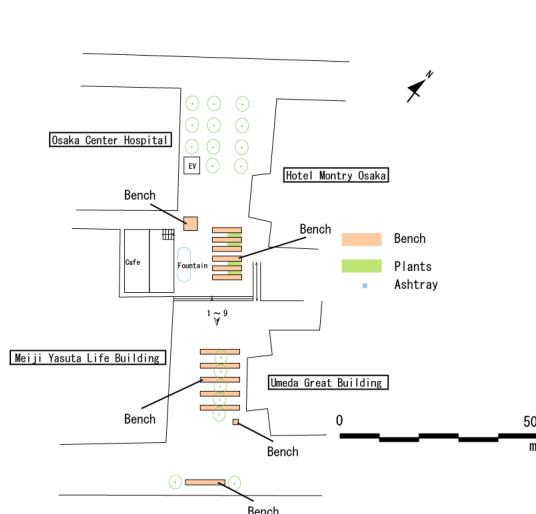 N
Osaka Center Hospital
EV
Hotel Montry Osaka
Bench
Bench
Bench
Cafe
Fountain
Plants
Ashtray
1～9
Meiji Yasuta Life Building
Umeda Great Building
Bench
Bench
0
50
m
Bench